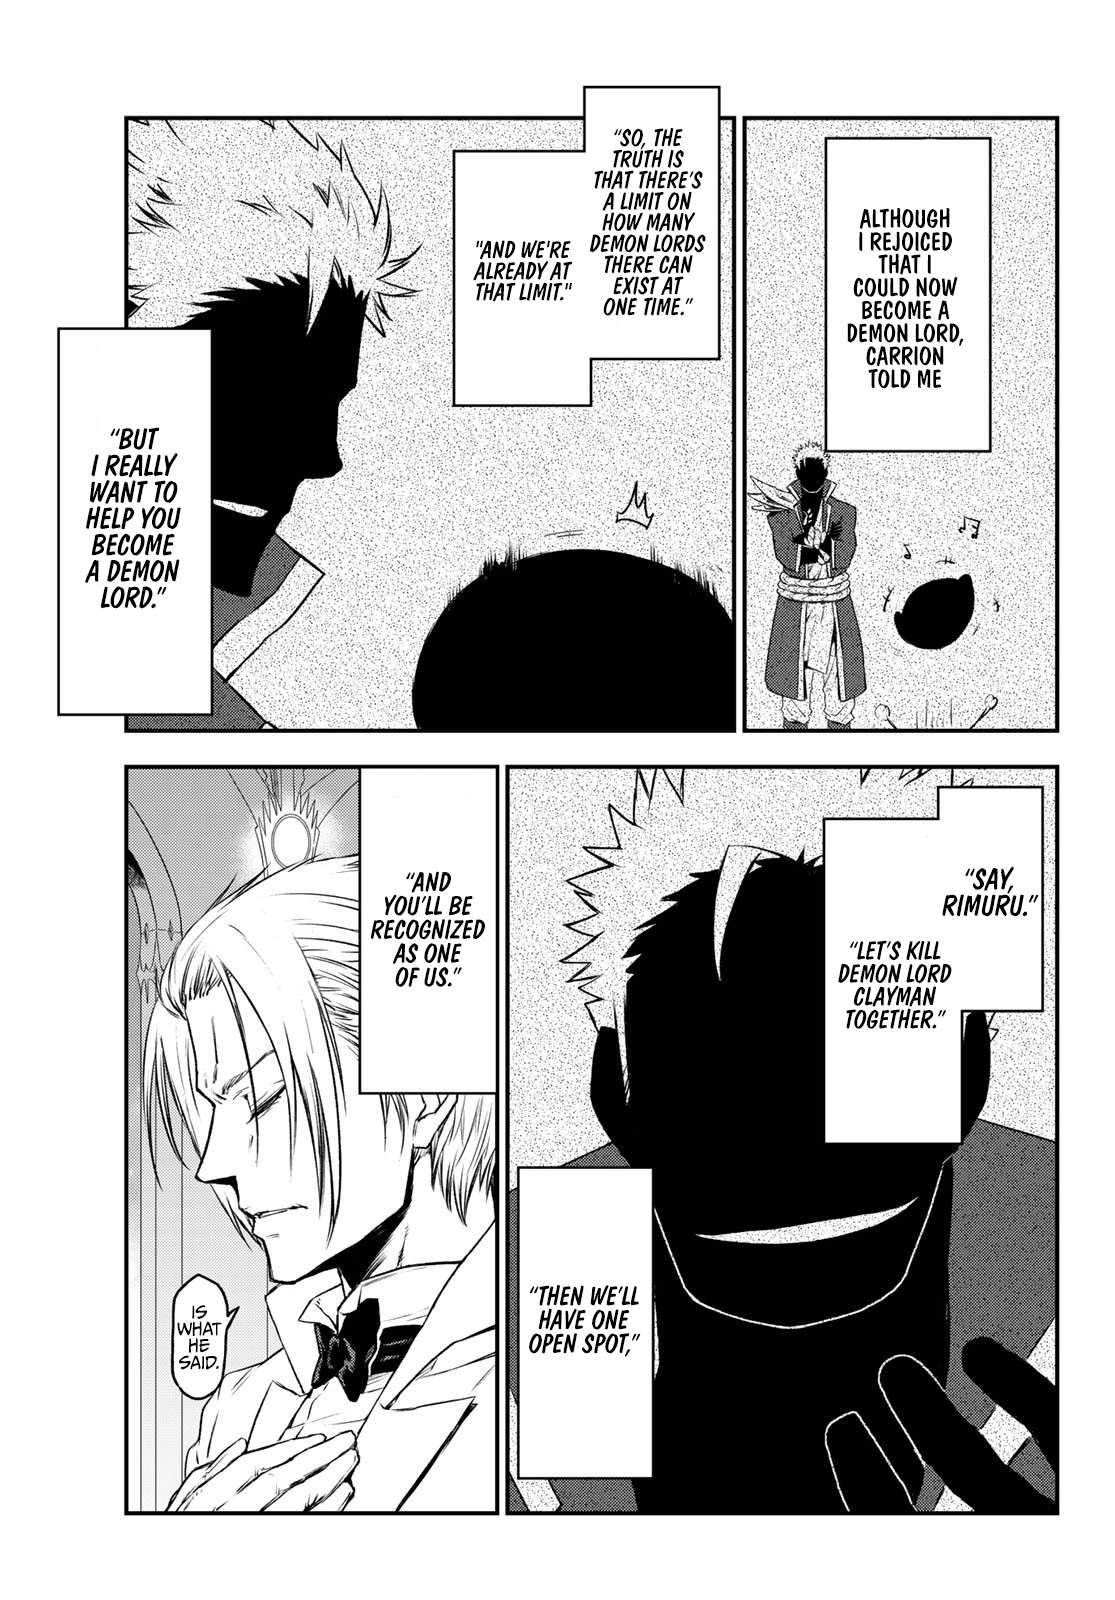 ALTHOUGH
I REJOICED
THAT I
COULD NOW
BECOME A
DEMON LORD,
CARRION
TOLD ME
"SO, THE
TRUTH IS
THAT THERE'S
A LIMIT ON
HOW MANY
DEMON LORDS
THERE CAN
EXIST AT
ONE TIME."
"AND WE'RE
ALREADY AT
THAT LIMIT."
"BUT
I REALLY
WANT TO
HELP YOU
BECOME
A DEMON
LORD."
"SAY,
RIMURU."
"LET'S KILL
DEMON LORD
CLAYMAN
TOGETHER."
"THEN WE'LL
HAVE ONE
OPEN SPOT,"
"AND
YOU'LL BE
RECOGNIZED
AS ONE
OF US."
IS
WHAT
HE
SAID.